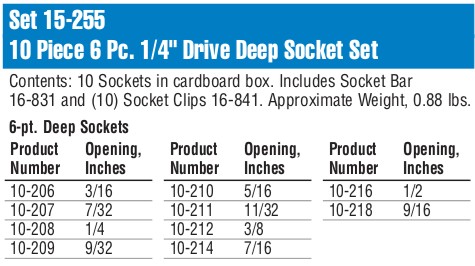 Set 15-255
10 Piece 6 Pc. 1/4" Drive Deep Socket Set
Contents: 10 Sockets in cardboard box. Includes Socket Bar
16-831 and (10) Socket Clips 16-841. Approximate Weight, 0.88 lbs.
6-pt. Deep Sockets
Product Number Opening, Inches
10-206 3/16
10-207 7/32
10-208 1/4
10-209 9/32
Product Number Opening, Inches
10-210 5/16
10-211 11/32
10-212 3/8
10-214 7/16
Product Number Opening, Inches
10-216 1/2
10-218 9/16